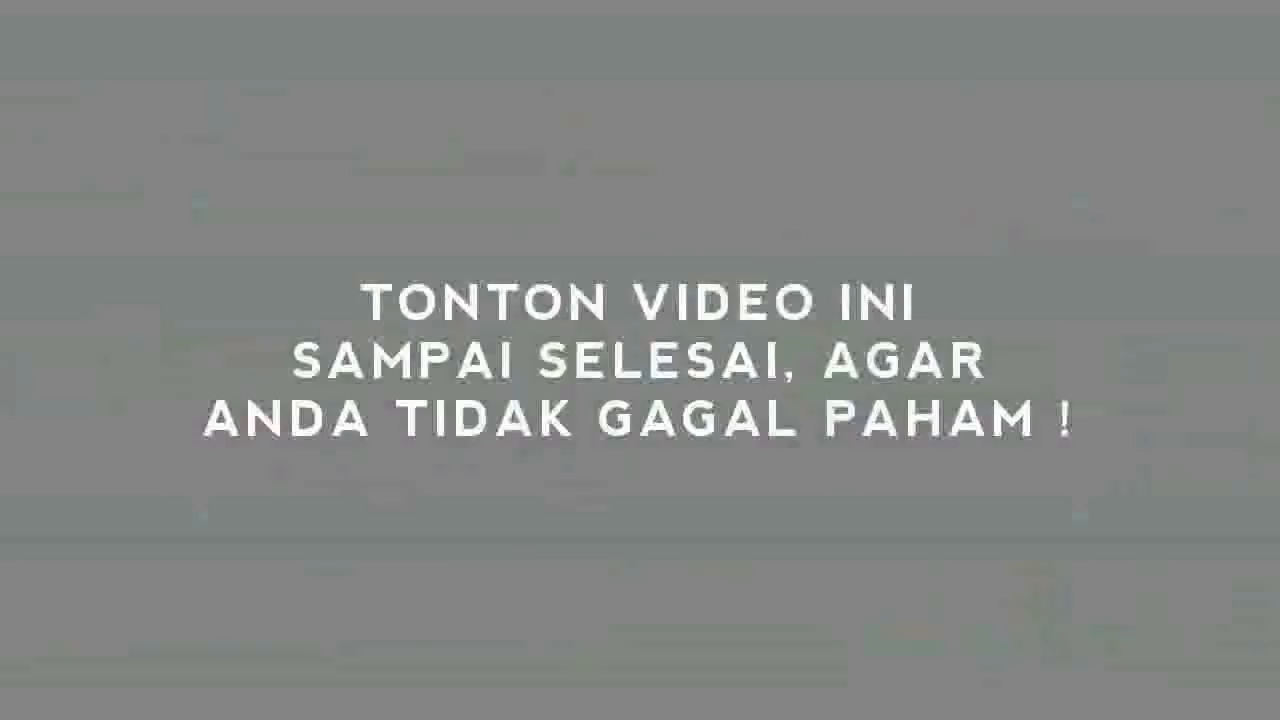 TONTON VIDEO INI
SAMPAI SELESAI, AGAR
ANDA TIDAK GAGAL PAHAM !